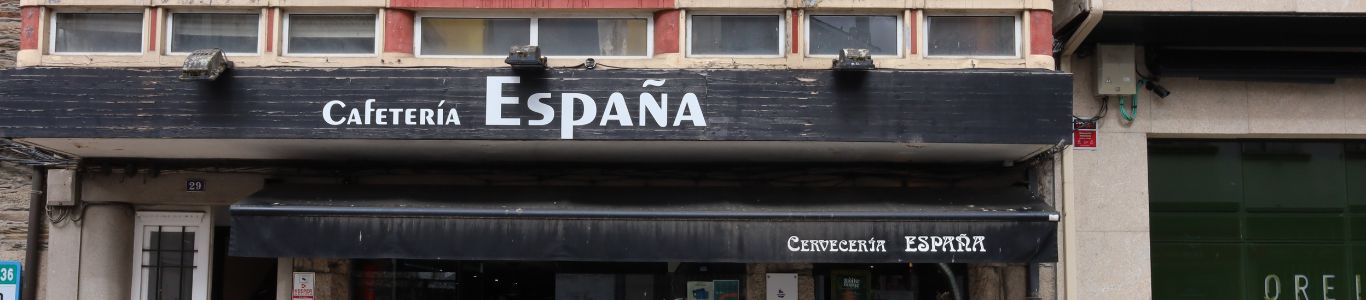 Cafetería España
29
Cervecería ESPAÑA
36
OREI